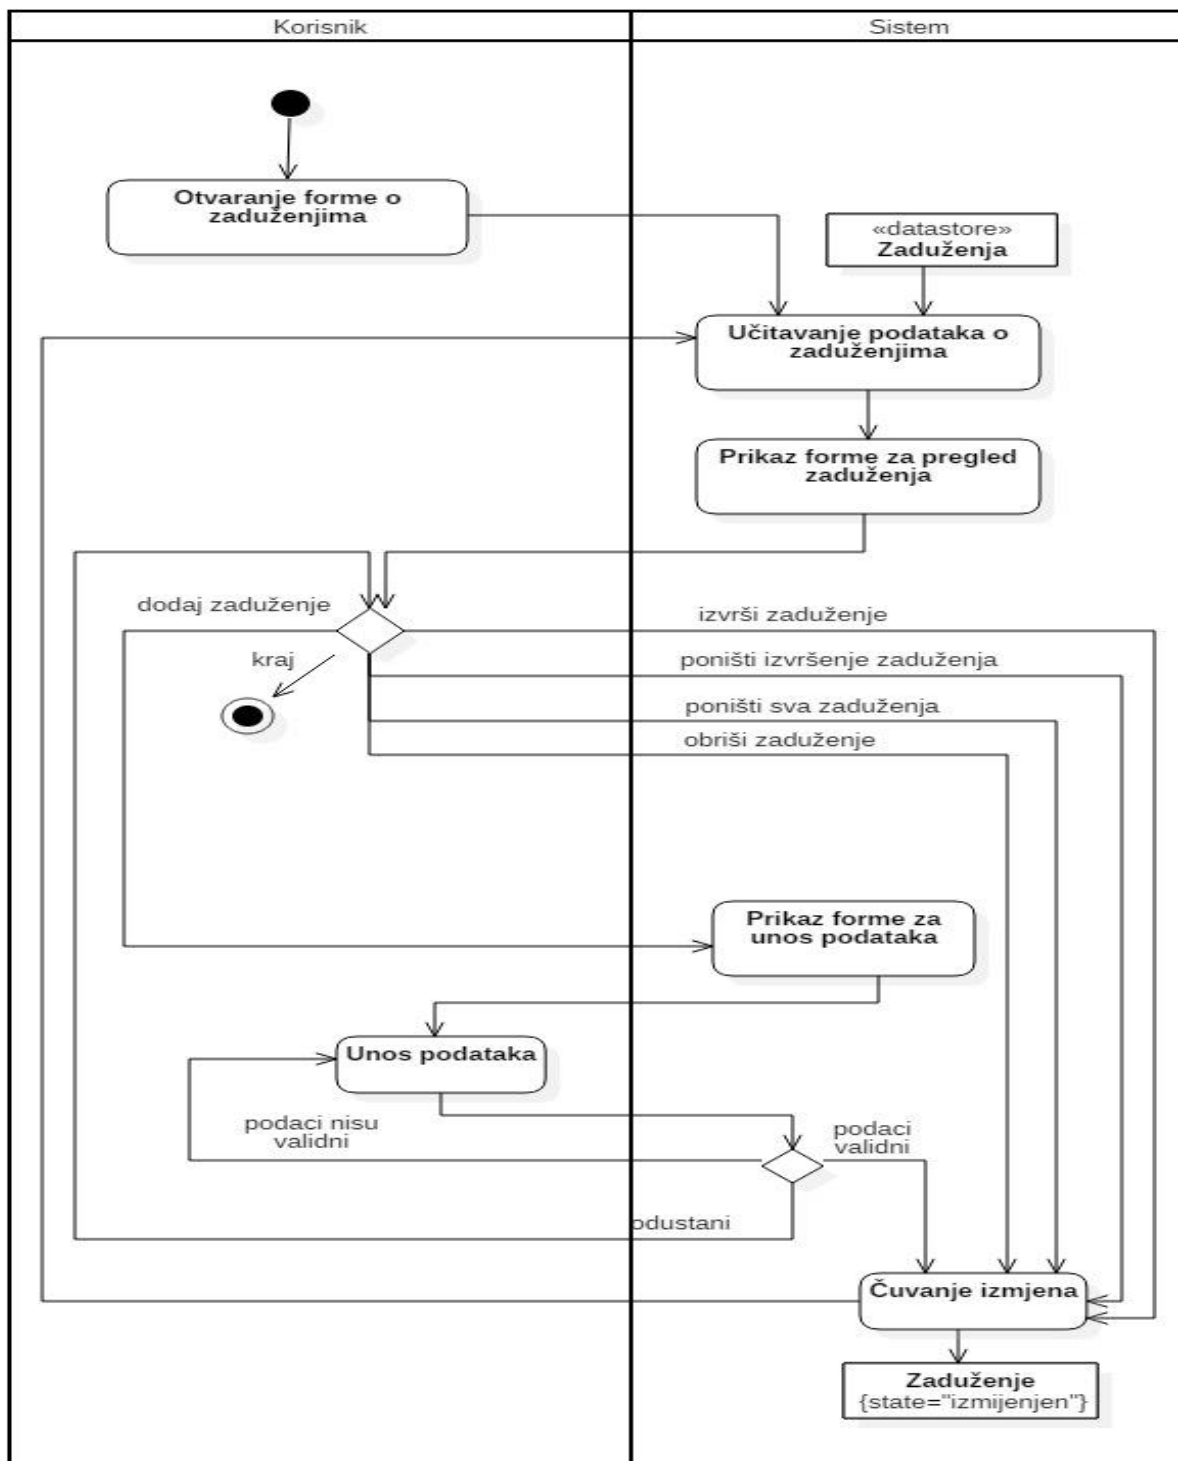 Korisnik
Sistem
Otvaranje forme o
zaduženjima
«datastore»
Zaduženja
Učitavanje podataka o
zaduženjima
Prikaz forme za pregled
zaduženja
dodaj zaduženje
izvrši zaduženje
kraj
poništi izvršenje zaduženja
poništi sva zaduženja
obriši zaduženje
Prikaz forme za
unos podataka
Unos podataka
podaci nisu
validni
podaci
validni
odustani
Čuvanje izmjena
Zaduženje
{state="izmijenjen"}